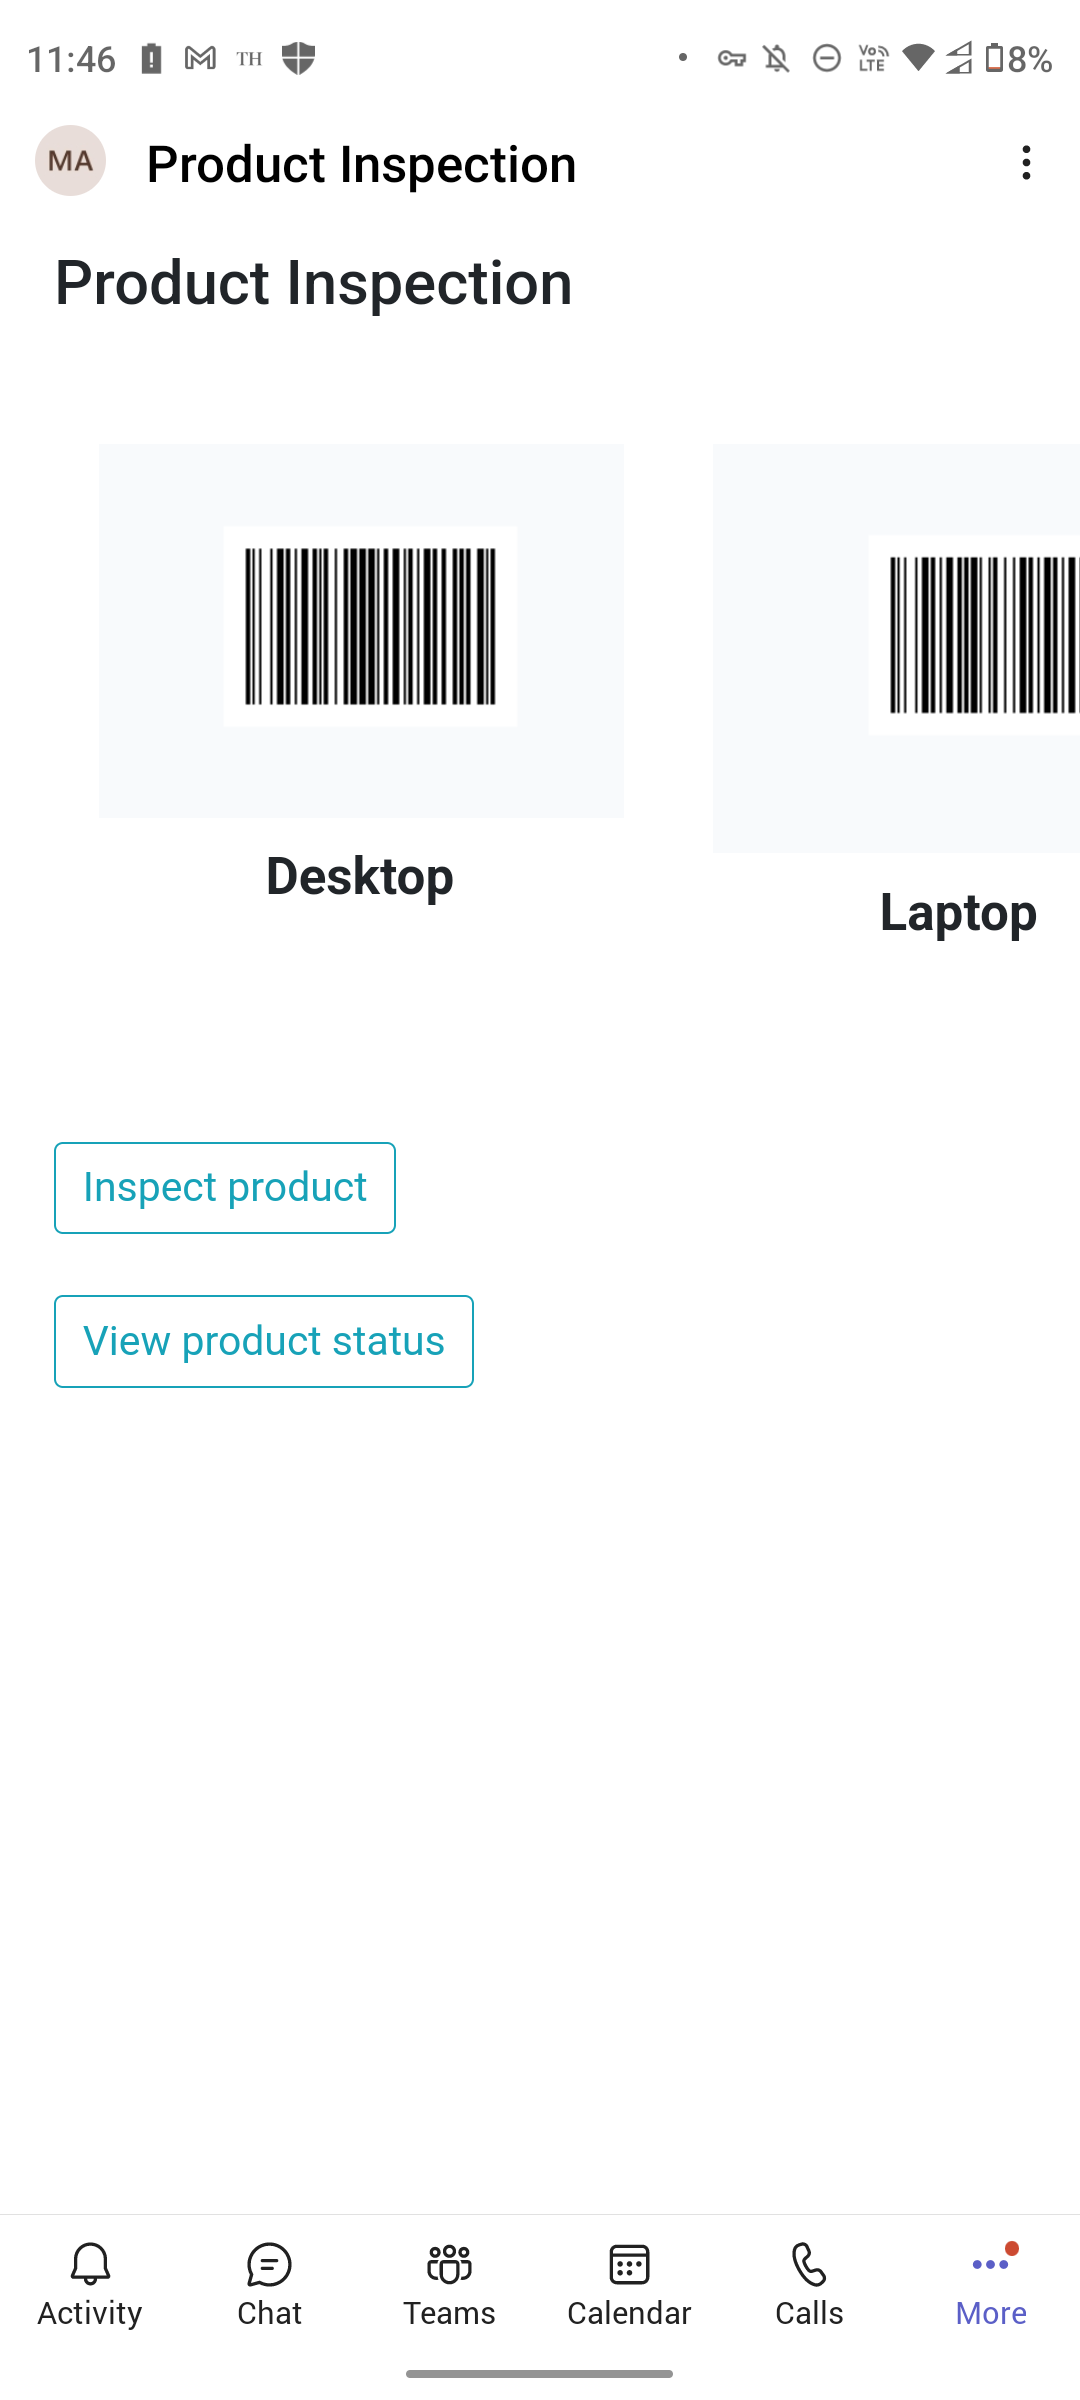 11:46 TH VoLTE 8%
MA Product Inspection
Product Inspection
Desktop
Laptop
Inspect product
View product status
Activity Chat Teams Calendar Calls More